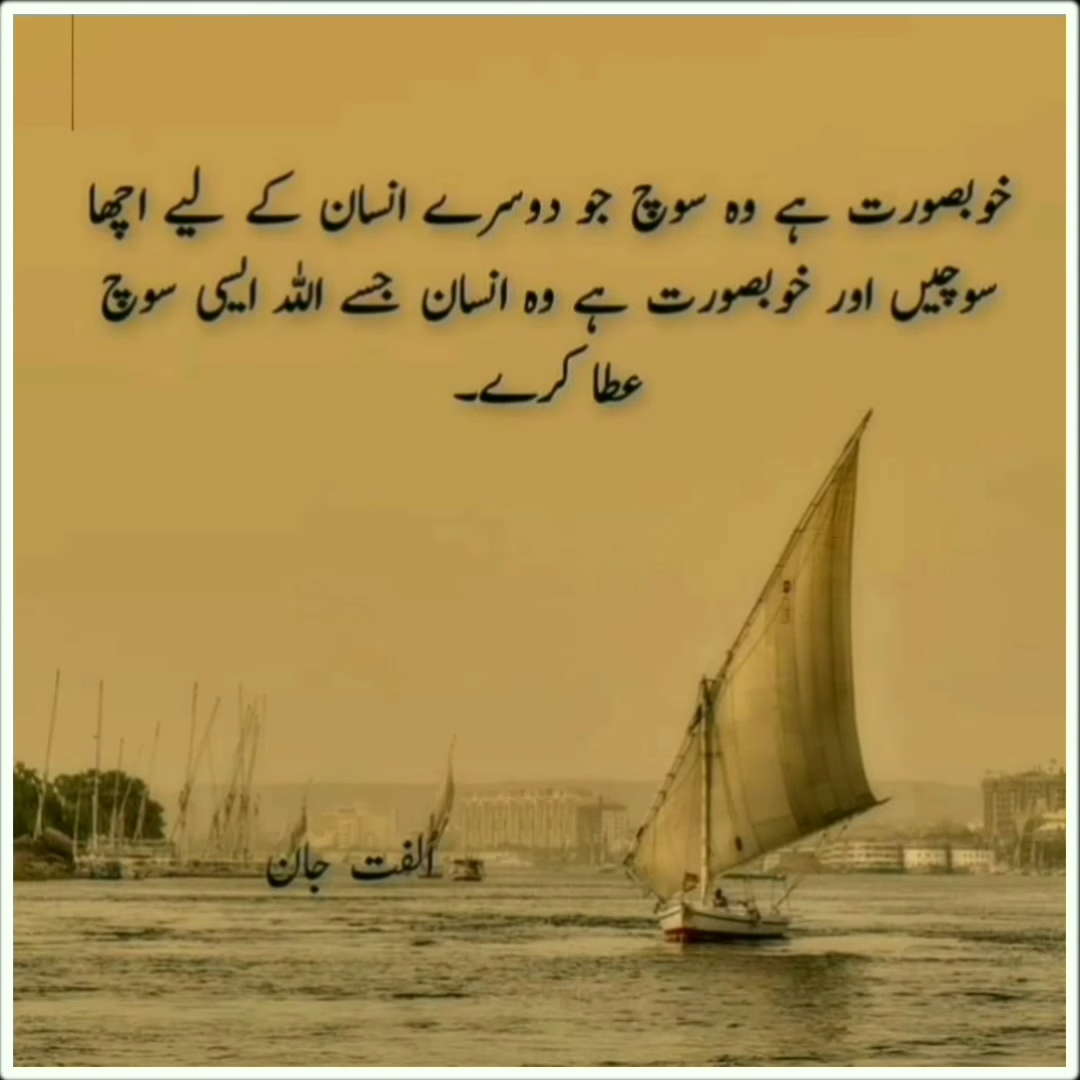 خوبصورت ہے وہ سوچ جو دوسرے انسان کے لیے اچھا
سوچیں اور خوبصورت ہے وہ انسان جسے اللہ ایسی سوچ
عطا کرے۔
الفت جان